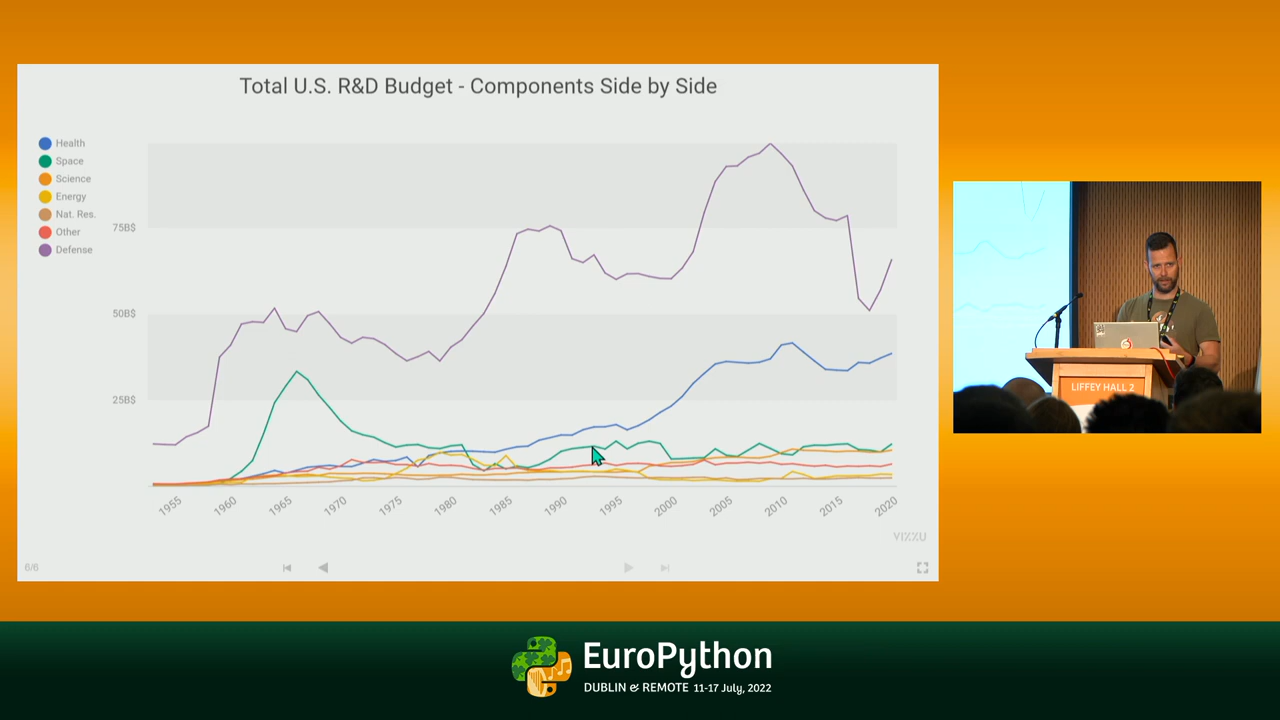 Total U.S. R&D Budget - Components Side by Side
Health
Space
Science
Energy
Nat. Res.
Other
Defense
75B$
50B$
25B$
1955
1960
1965
1970
1975
1980
1985
1990
1995
2000
2005
2010
2015
2020
6/6
LIFFEY HALL 2
EuroPython
DUBLIN & REMOTE 11-17 July, 2022